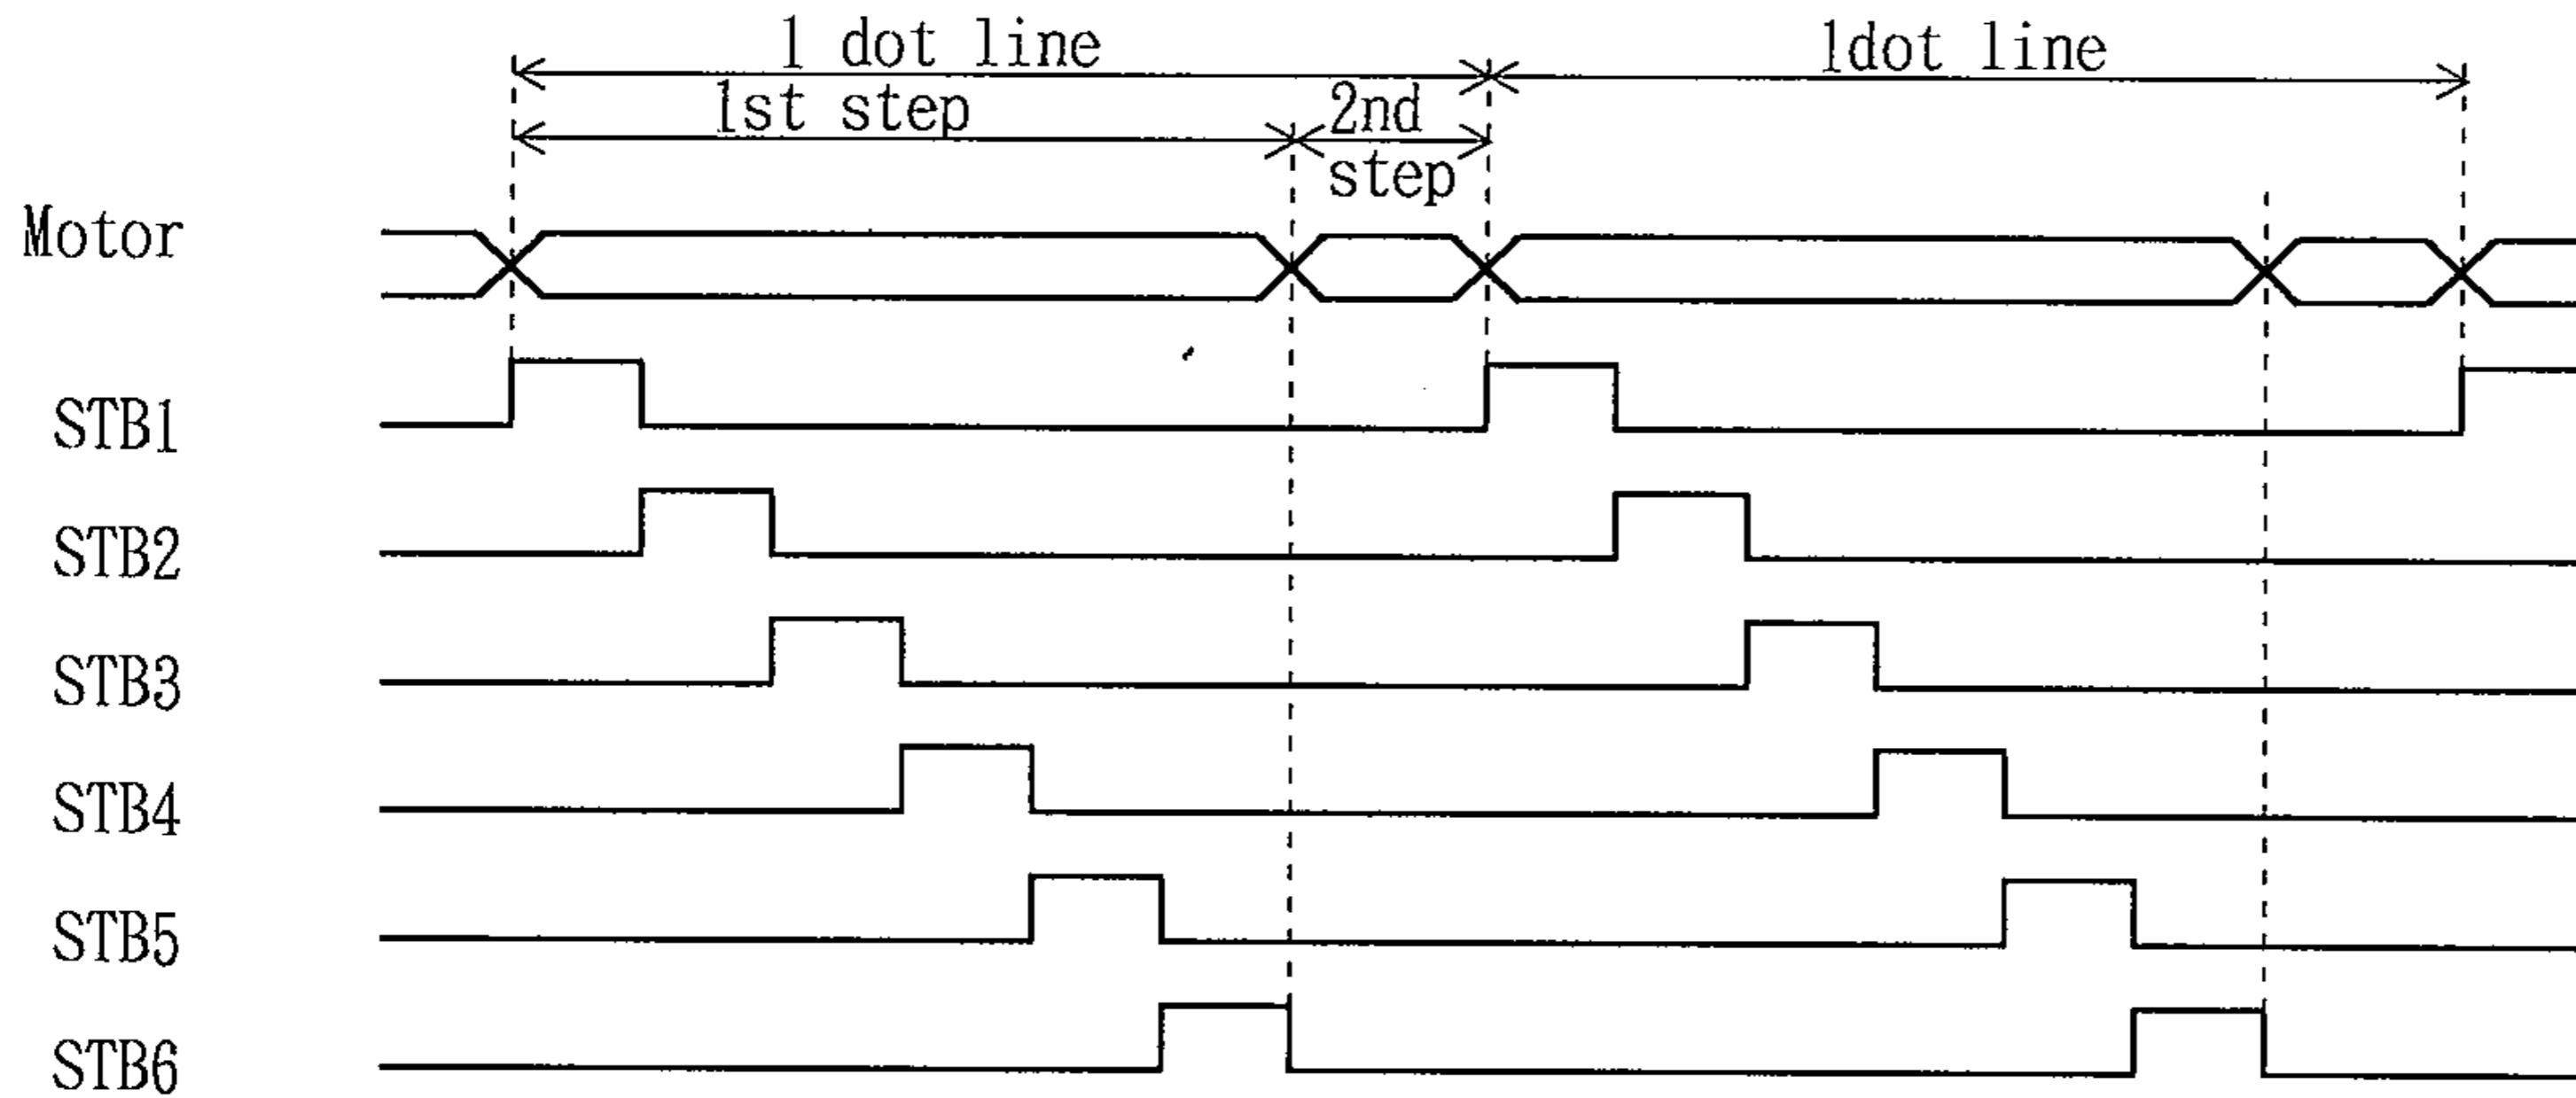 1 dot line
1dot line
1st step
2nd
step
Motor
STB1
STB2
STB3
STB4
STB5
STB6